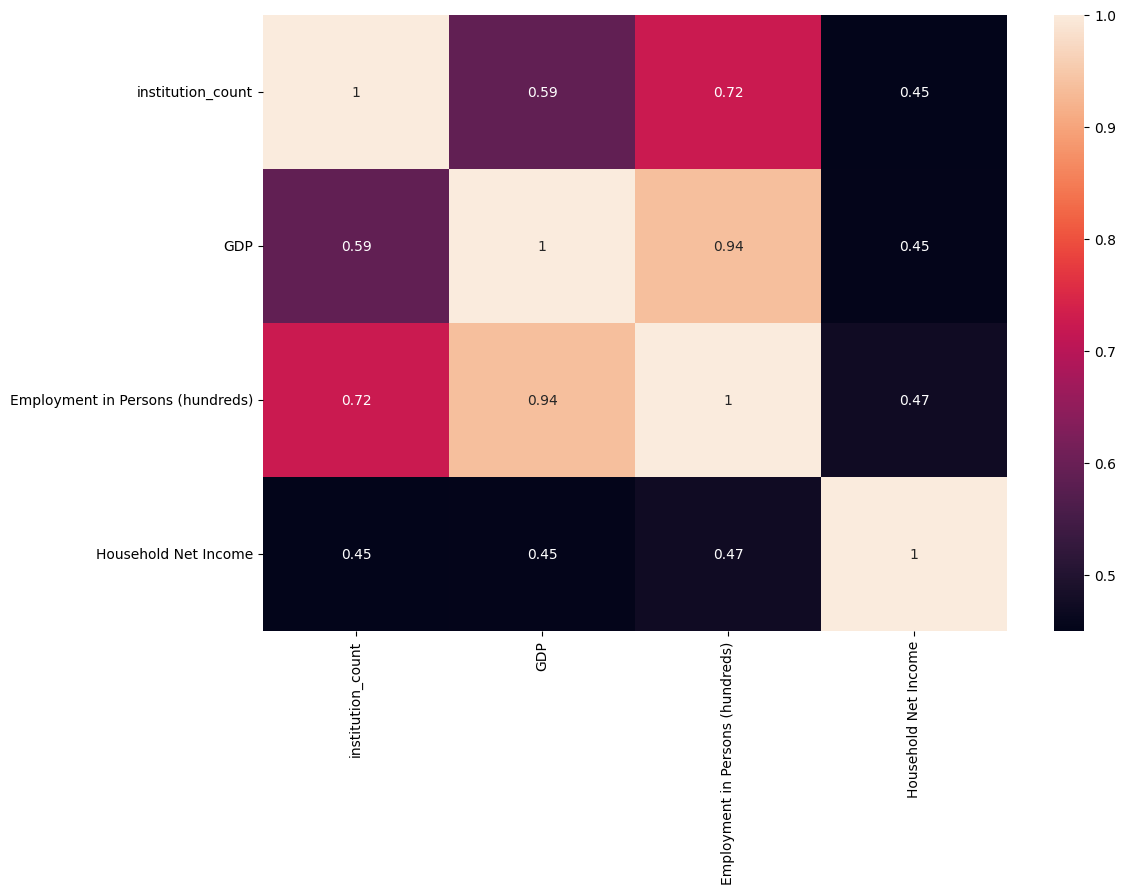 1.0
institution_count
1
0.59
0.72
0.45
0.9
GDP
0.59
1
0.94
0.45
0.8
0.7
Employment in Persons (hundreds)
0.72
0.94
1
0.47
0.6
Household Net Income
0.45
0.45
0.47
1
0.5
institution_count
GDP
Employment in Persons (hundreds)
Household Net Income